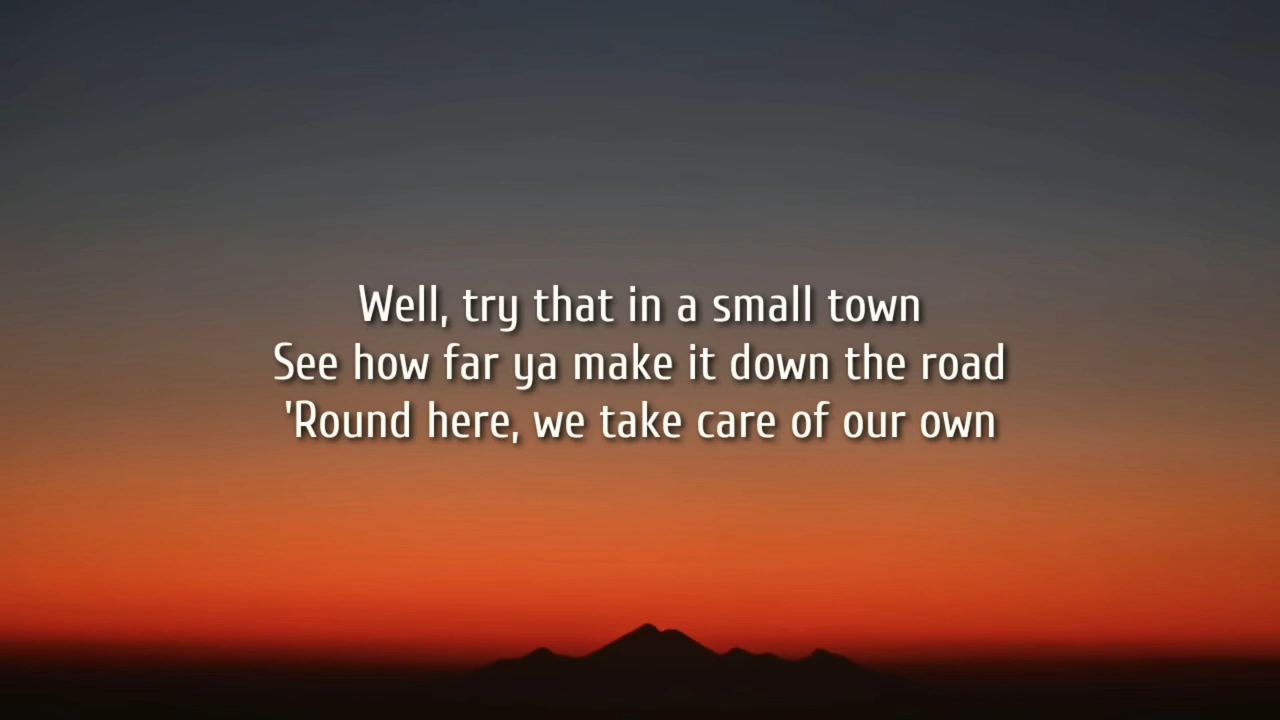 Well, try that in a small town
See how far ya make it down the road
'Round here, we take care of our own